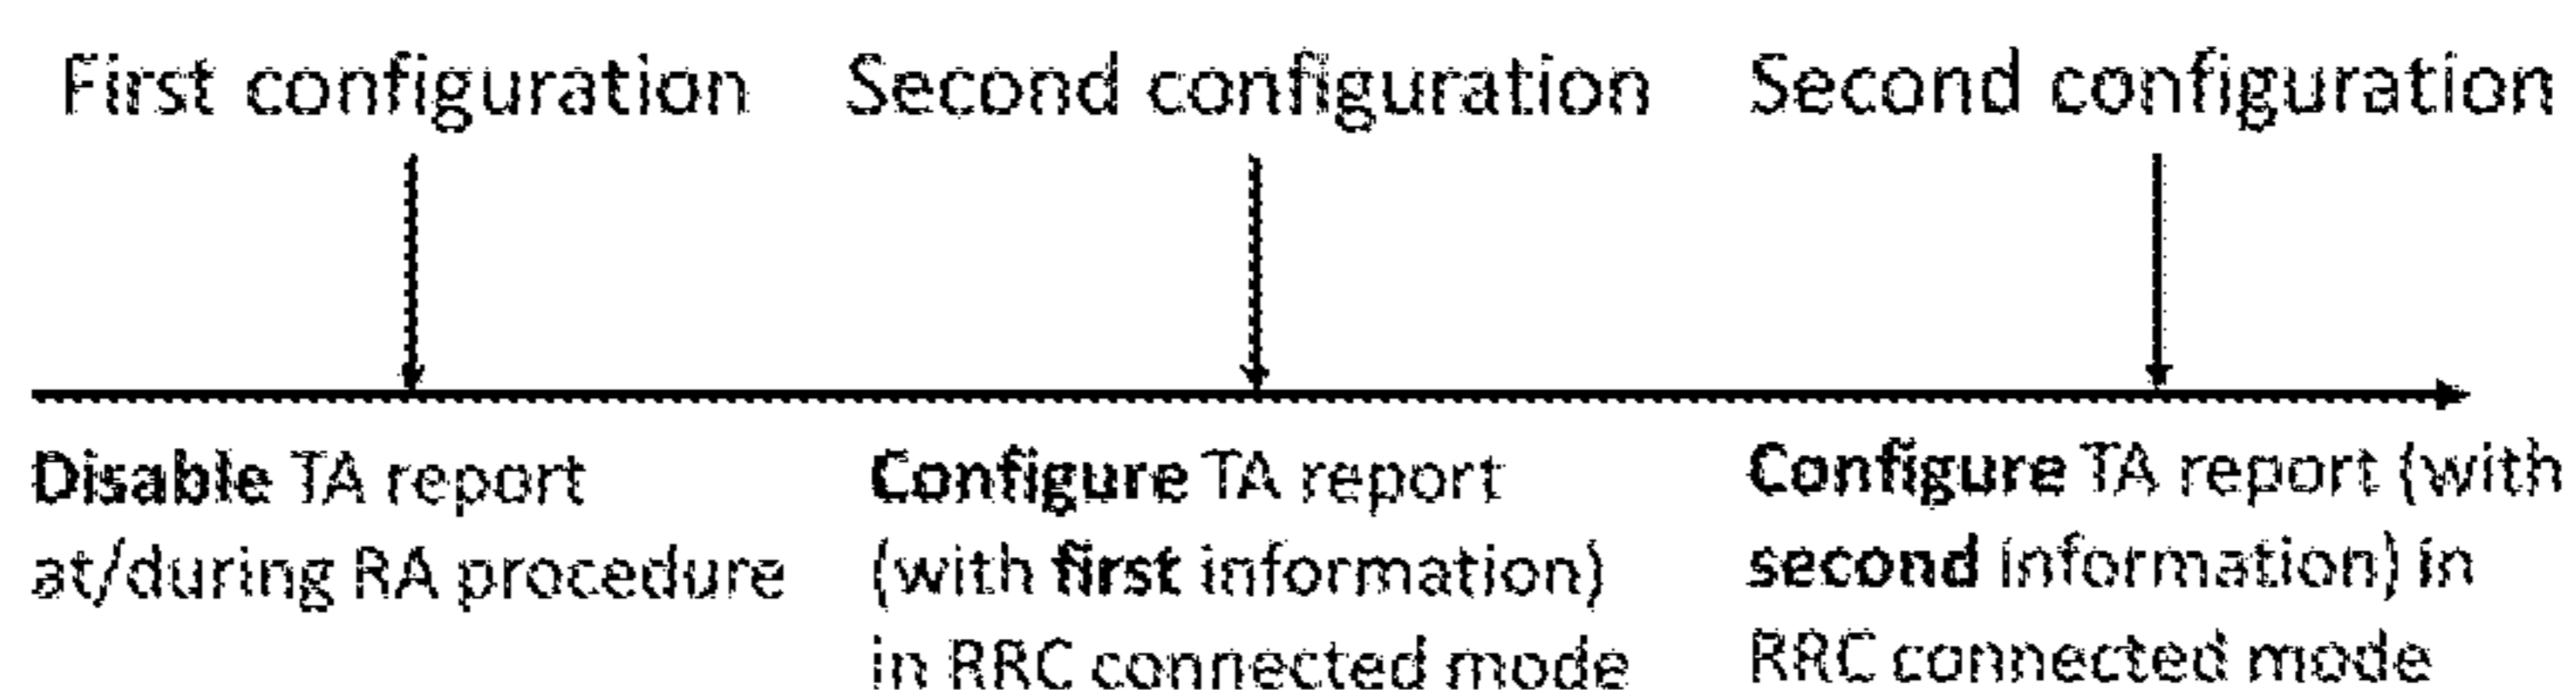 First configuration
Second configuration
Second configuration
Disable TA report
at/during RA procedure
Configure TA report
(with first information)
in RRC connected mode
Configure TA report (with
second information) in
RRC connected mode